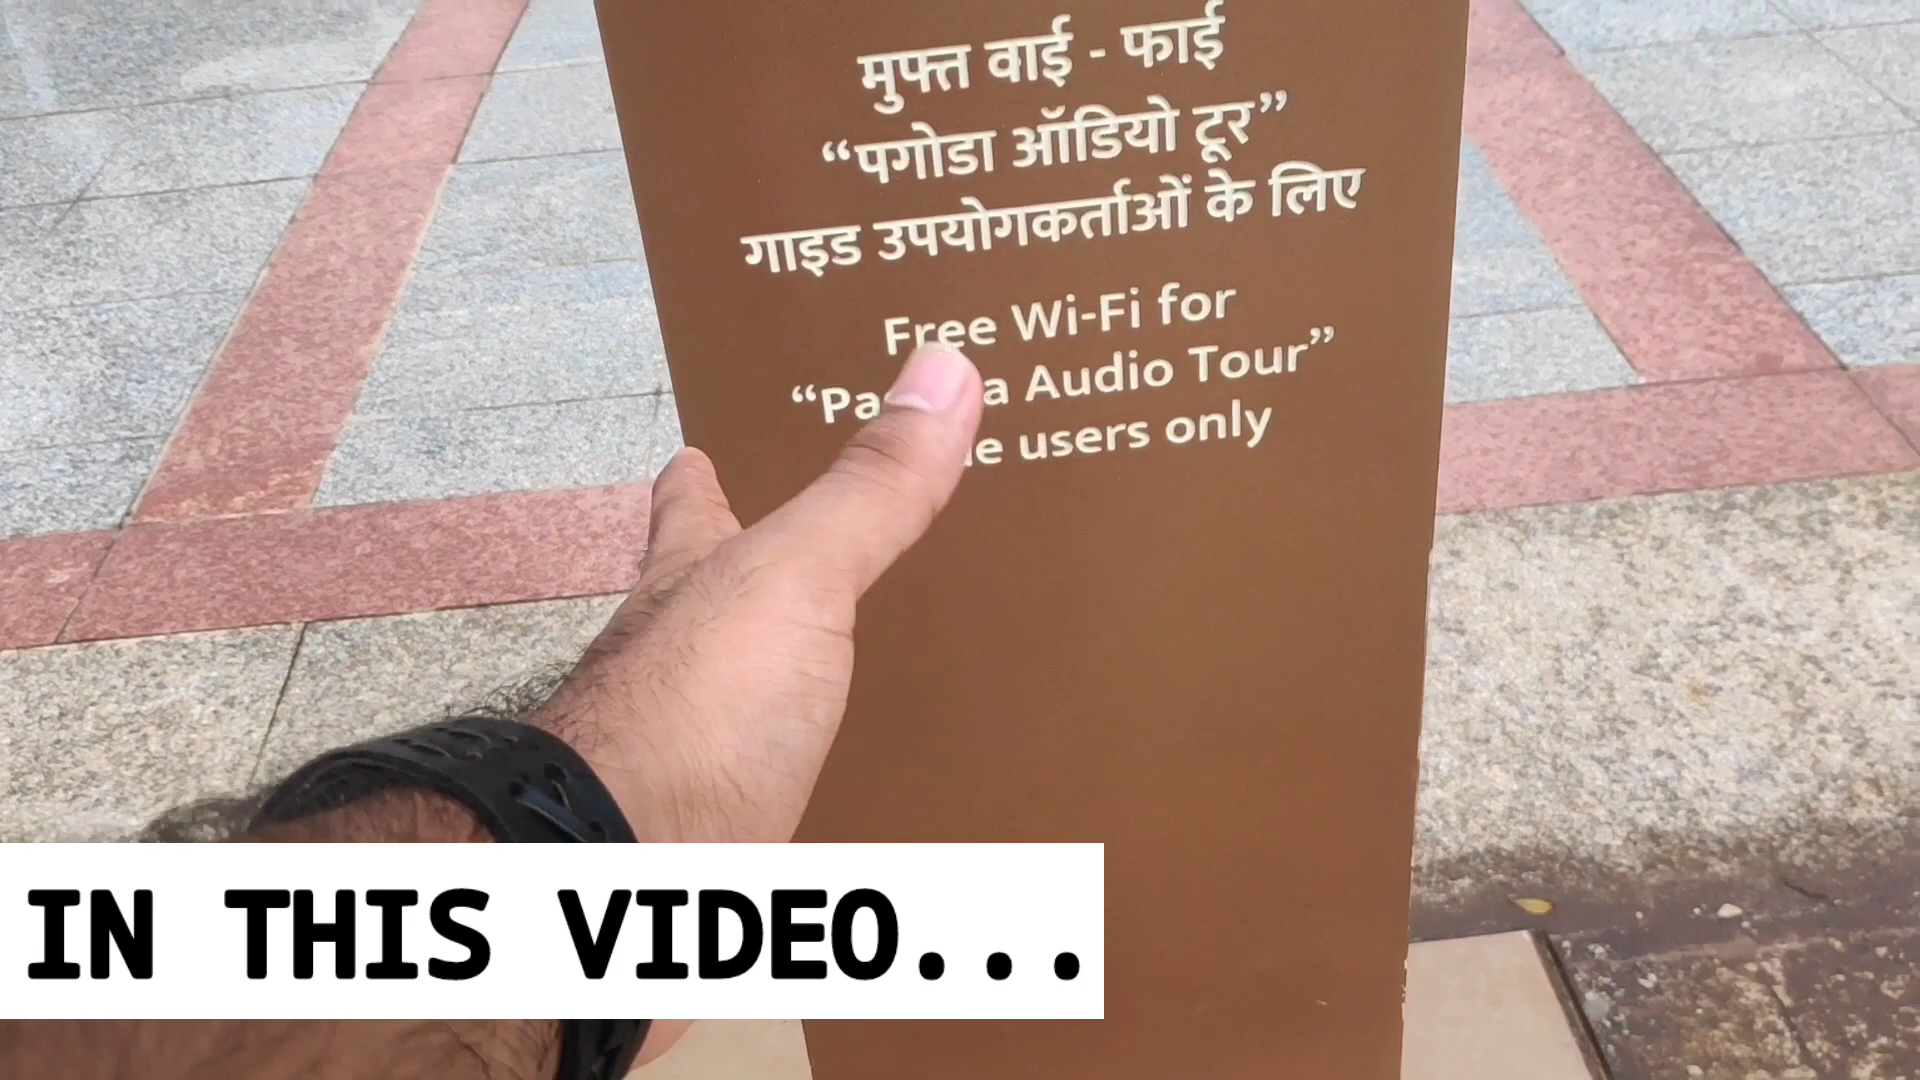 मुफ्त वाई - फाई
“पगोडा ऑडियो टूर”
गाइड उपयोगकर्ताओं के लिए
Free Wi-Fi for
Audio Tour”
users only
IN THIS VIDEO...